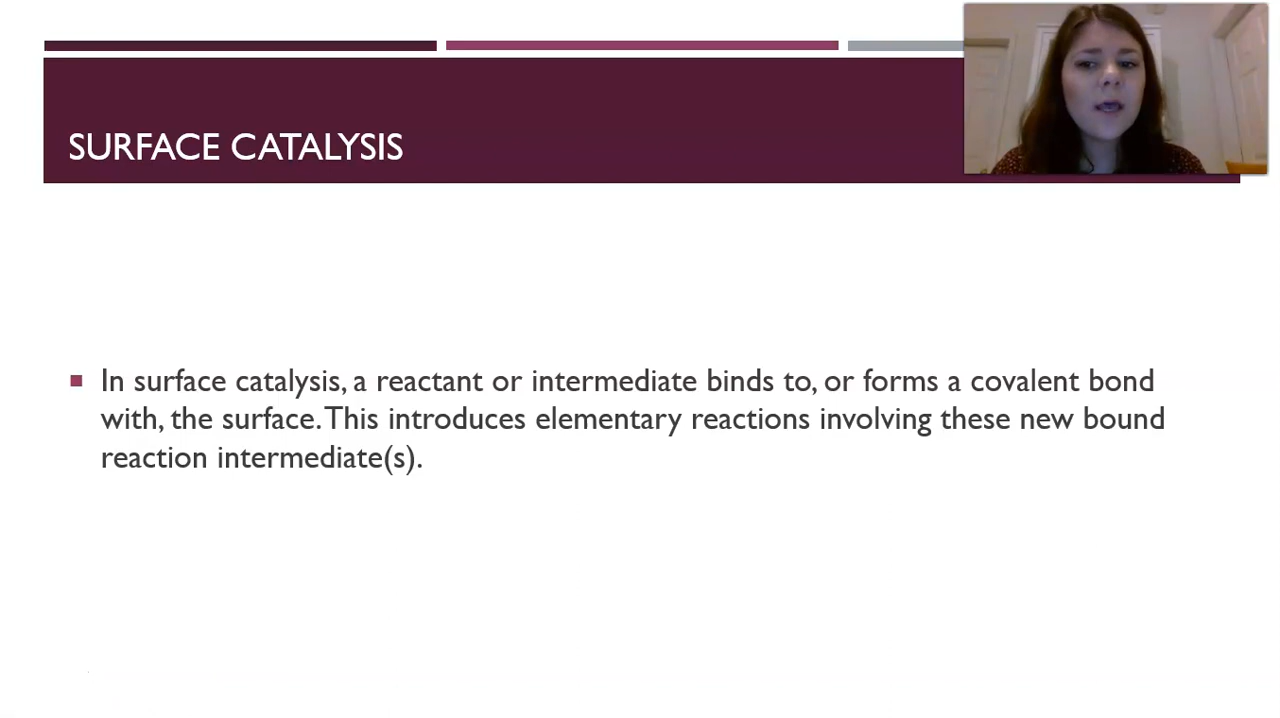 SURFACE CATALYSIS
In surface catalysis, a reactant or intermediate binds to, or forms a covalent bond
with, the surface. This introduces elementary reactions involving these new bound
reaction intermediate(s).